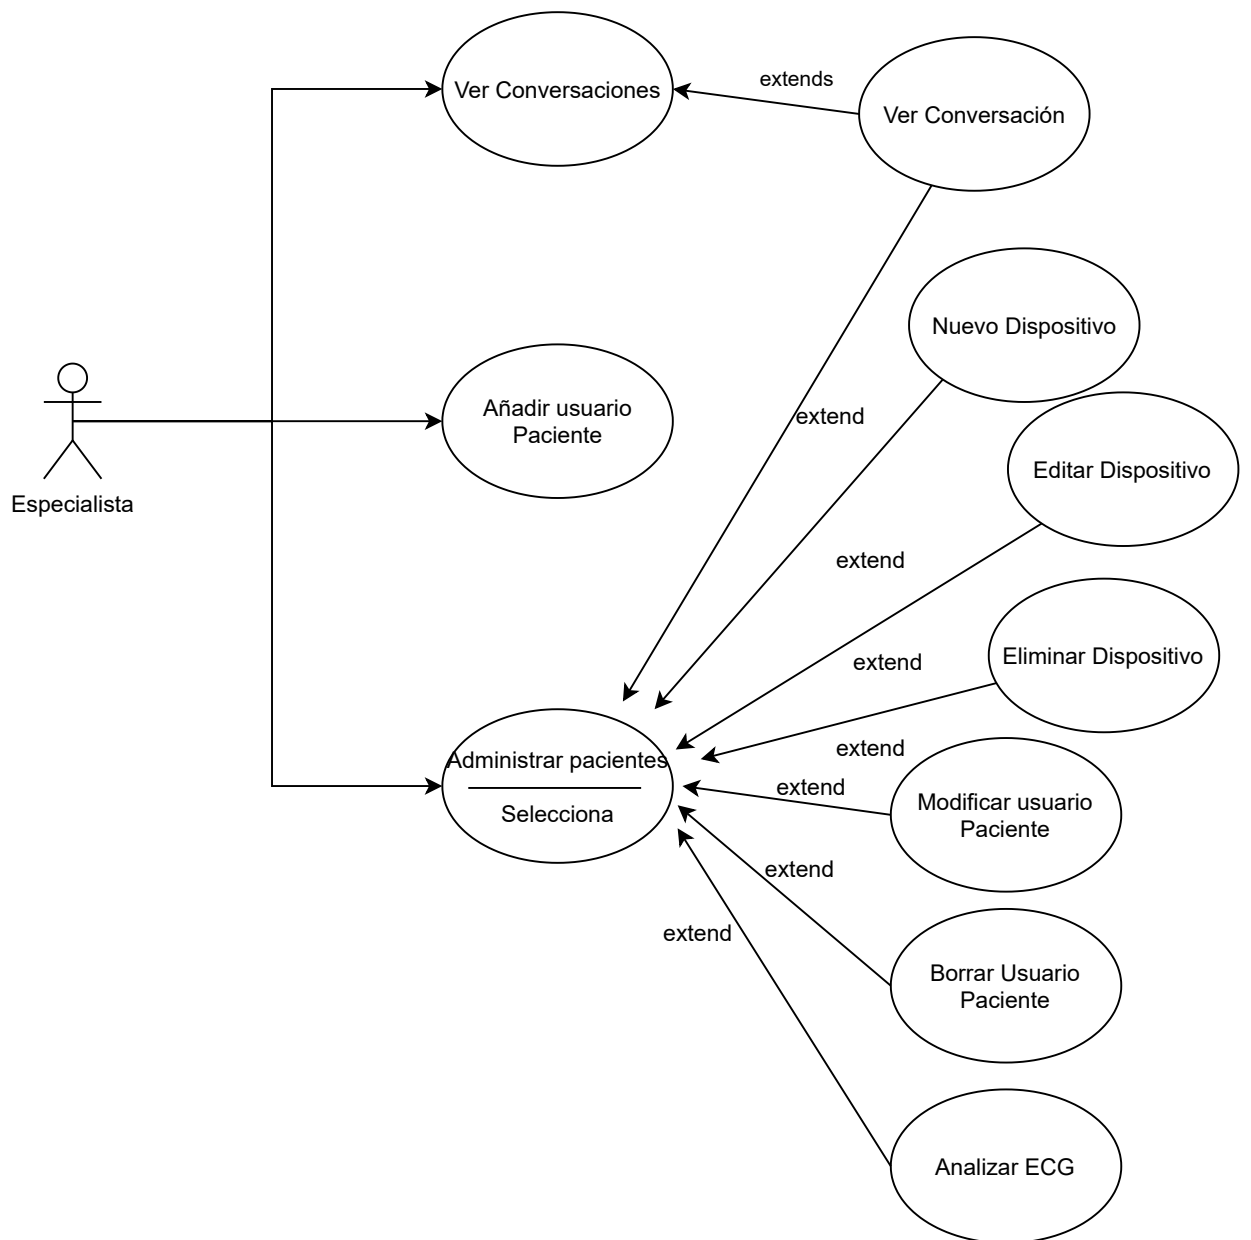 extends
Ver Conversaciones
Ver Conversación
Nuevo Dispositivo
Añadir usuario
Paciente
extend
Editar Dispositivo
Especialista
extend
Eliminar Dispositivo
extend
extend
Administrar pacientes
Selecciona
extend
Modificar usuario
Paciente
extend
extend
Borrar Usuario
Paciente
Analizar ECG